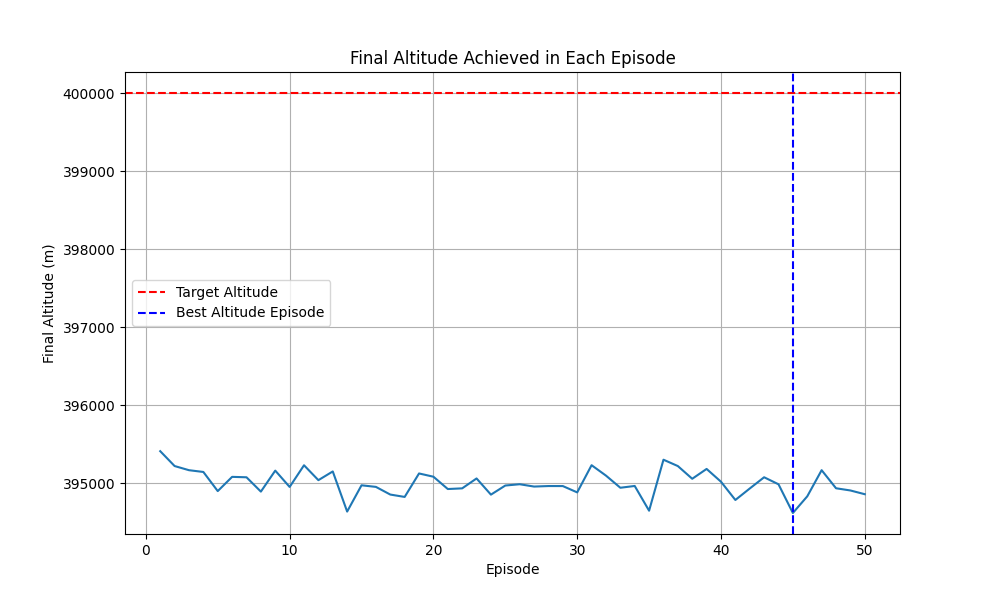 Final Altitude Achieved in Each Episode
400000
399000
398000
397000
396000
395000
Final Altitude (m)
Target Altitude
Best Altitude Episode
0 10 20 30 40 50
Episode